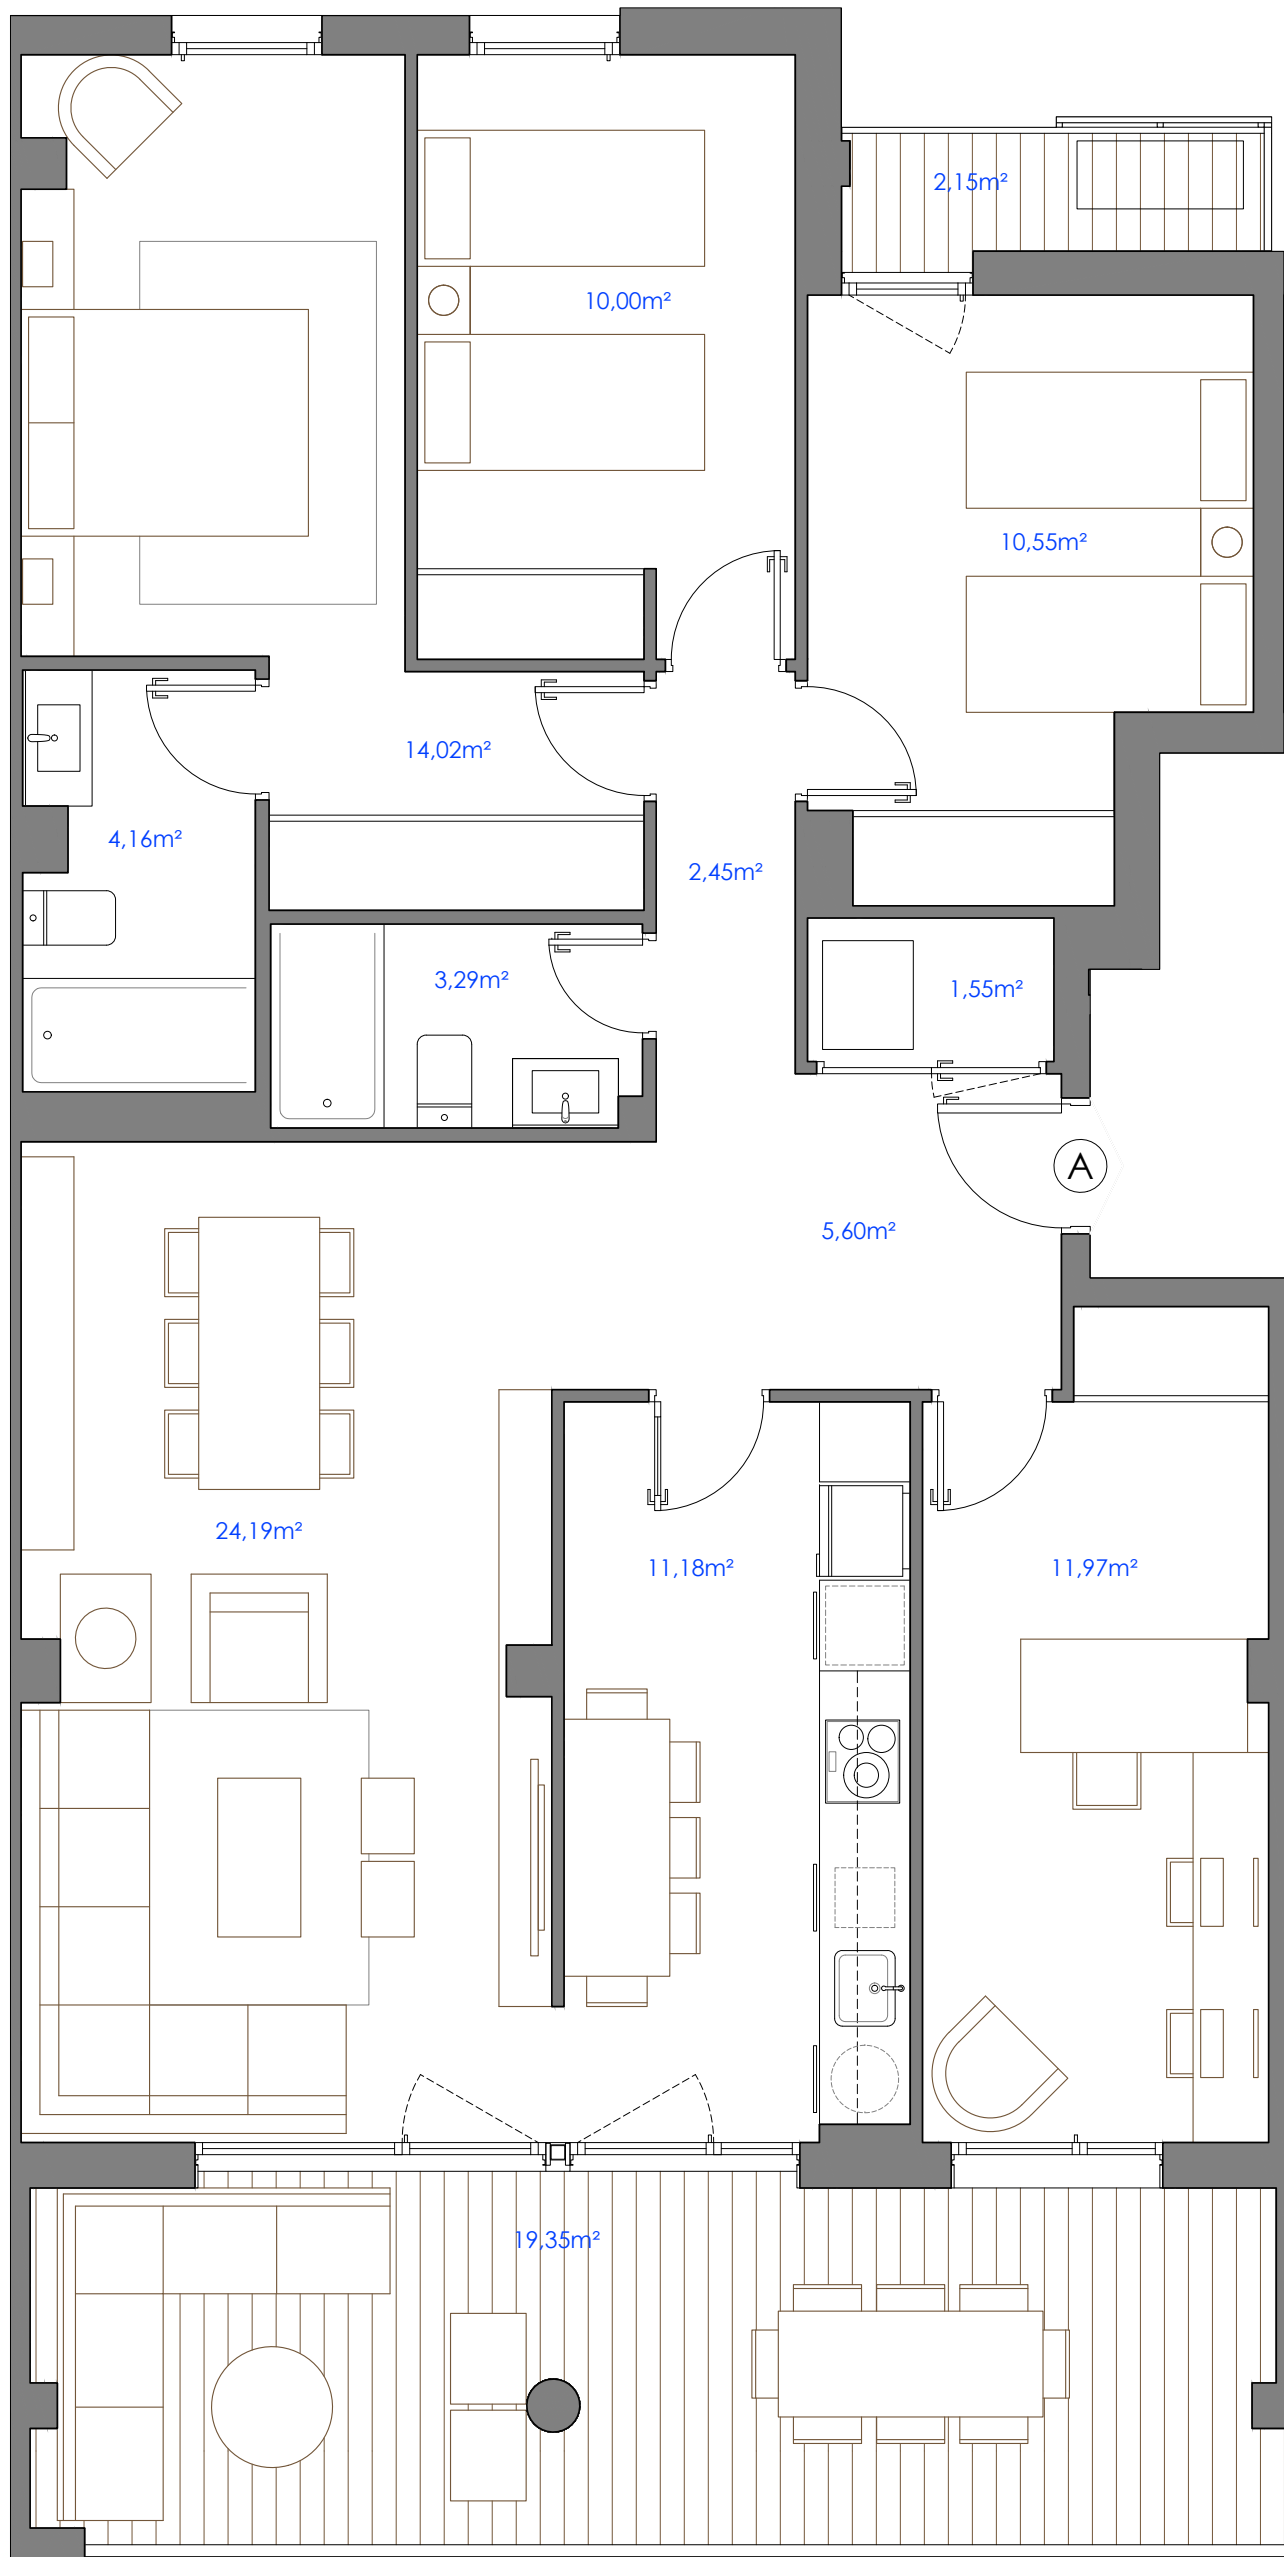 2,15m²
10,00m²
10,55m²
14,02m²
4,16m²
2,45m²
3,29m²
1,55m²
A
5,60m²
24,19m²
11,18m²
11,97m²
19,35m²